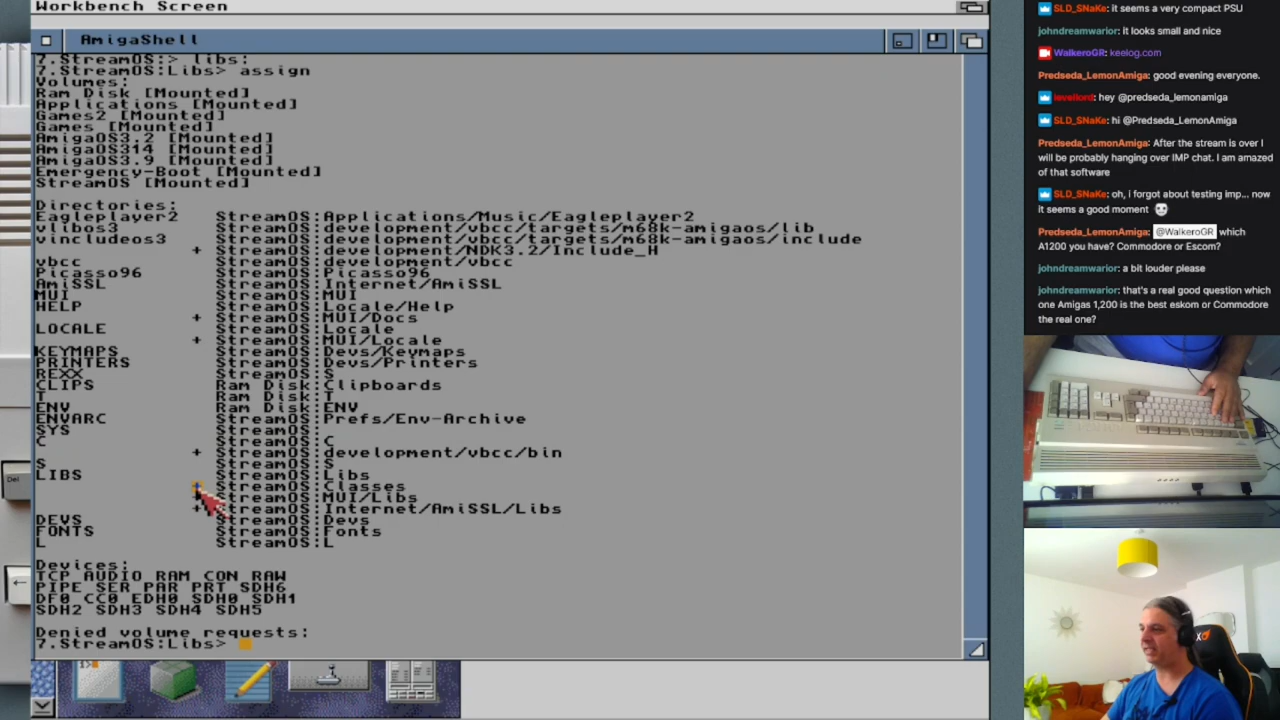 Workbench Screen
AmigaShell
7.StreamOS:> libs:
7.StreamOS:Libs> assign
Volumes:
Ram Disk [Mounted]
Applications [Mounted]
Games2 [Mounted]
Games [Mounted]
AmigaOS3.2 [Mounted]
AmigaOS314 [Mounted]
AmigaOS3.9 [Mounted]
Emergency-Boot [Mounted]
StreamOS [Mounted]
Directories:
Eagleplayer2 StreamOS:Applications/Music/Eagleplayer2
vlibos3 StreamOS:development/vbcc/targets/m68k-amigaos/lib
vincludeos3 StreamOS:development/vbcc/targets/m68k-amigaos/include
+ StreamOS:development/NDK3.2/Include_H
vbcc StreamOS:development/vbcc
Picasso96 StreamOS:Picasso96
AmiSSL StreamOS:Internet/AmiSSL
MUI StreamOS:MUI
HELP StreamOS:Locale/Help
+ StreamOS:MUI/Docs
LOCALE StreamOS:Locale
+ StreamOS:MUI/Locale
KEYMAPS StreamOS:Devs/Keymaps
PRINTERS StreamOS:Devs/Printers
REXX StreamOS:S
CLIPS Ram Disk:Clipboards
T Ram Disk:T
ENV Ram Disk:ENV
ENVARC StreamOS:Prefs/Env-Archive
SYS StreamOS:
C StreamOS:C
+ StreamOS:development/vbcc/bin
S StreamOS:S
LIBS StreamOS:Libs
+ StreamOS:Classes
+ StreamOS:MUI/Libs
+ StreamOS:Internet/AmiSSL/Libs
DEVS StreamOS:Devs
FONTS StreamOS:Fonts
L StreamOS:L
Devices:
TCP AUDIO RAM CON RAW
PIPE SER PAR PRT SDH6
DF0 CC0 EDH0 SDH0 SDH1
SDH2 SDH3 SDH4 SDH5
Denied volume requests:
7.StreamOS:Libs>
SLD_SNaKe: it seems a very compact PSU
johndreamwarior: it looks small and nice
WalkeroGR: keelog.com
Predseda_LemonAmiga: good evening everyone.
levellord: hey @predseda_lemonamiga
SLD_SNaKe: hi @Predseda_LemonAmiga
Predseda_LemonAmiga: After the stream is over I
will be probably hanging over IMP chat. I am amazed
of that software
SLD_SNaKe: oh, i forgot about testing imp... now
it seems a good moment
Predseda_LemonAmiga: @WalkeroGR which
A1200 you have? Commodore or Escom?
johndreamwarior: a bit louder please
johndreamwarior: that's a real good question which
one Amigas 1,200 is the best eskom or Commodore
the real one?
Del